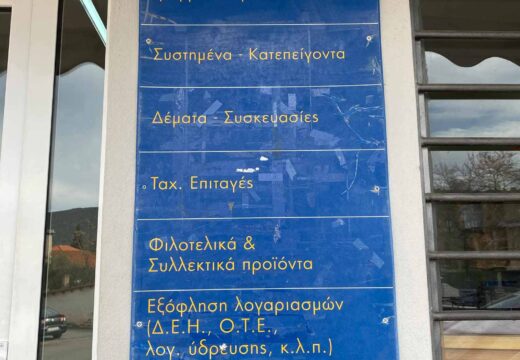 Συστημένα - Κατεπείγοντα
Δέματα - Συσκευασίες
Ταχ. Επιταγές
Φιλοτελικά &
Συλλεκτικά προϊόντα
Εξόφληση λογαριασμών
(Δ.Ε.Η., Ο.Τ.Ε.,
λογ. ύδρευσης, κ.λ.π.)